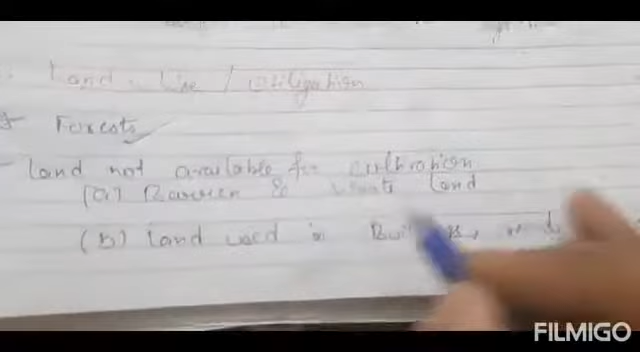 Land Use / Utilization
Forests
Land not available for cultivation
(a) Barren & waste land
(b) Land used in
FILMIGO